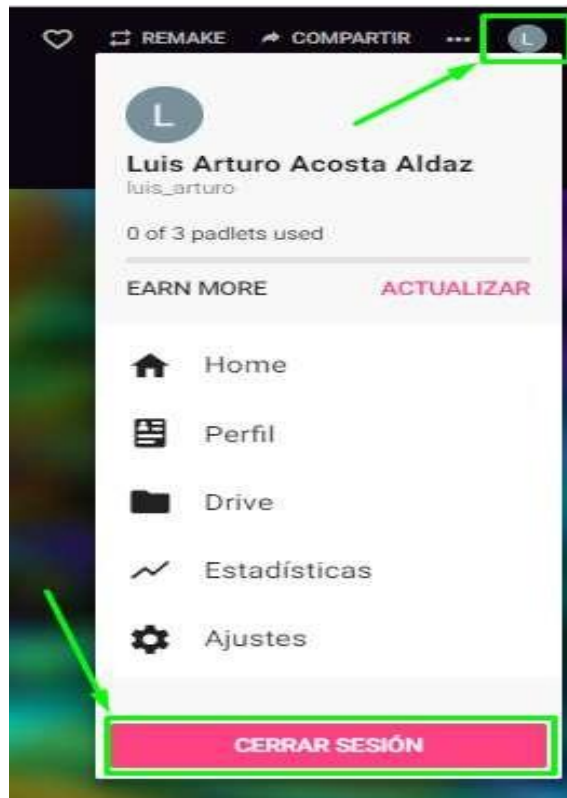 REMAKE COMPARTIR ... L
L
Luis Arturo Acosta Aldaz
luis_arturo
0 of 3 padlets used
EARN MORE ACTUALIZAR
Home
Perfil
Drive
Estadísticas
Ajustes
CERRAR SESIÓN